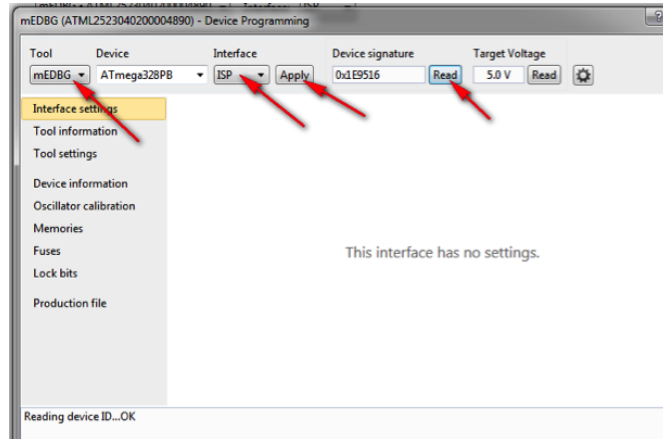 mEDBG (ATML2523040200004890) - Device Programming
Tool Device Interface Device signature Target Voltage
mEDBG ATmega328PB ISP Apply 0x1E9516 Read 5.0 V Read
Interface settings
Tool information
Tool settings
Device information
Oscillator calibration
Memories
Fuses
Lock bits
Production file
This interface has no settings.
Reading device ID...OK